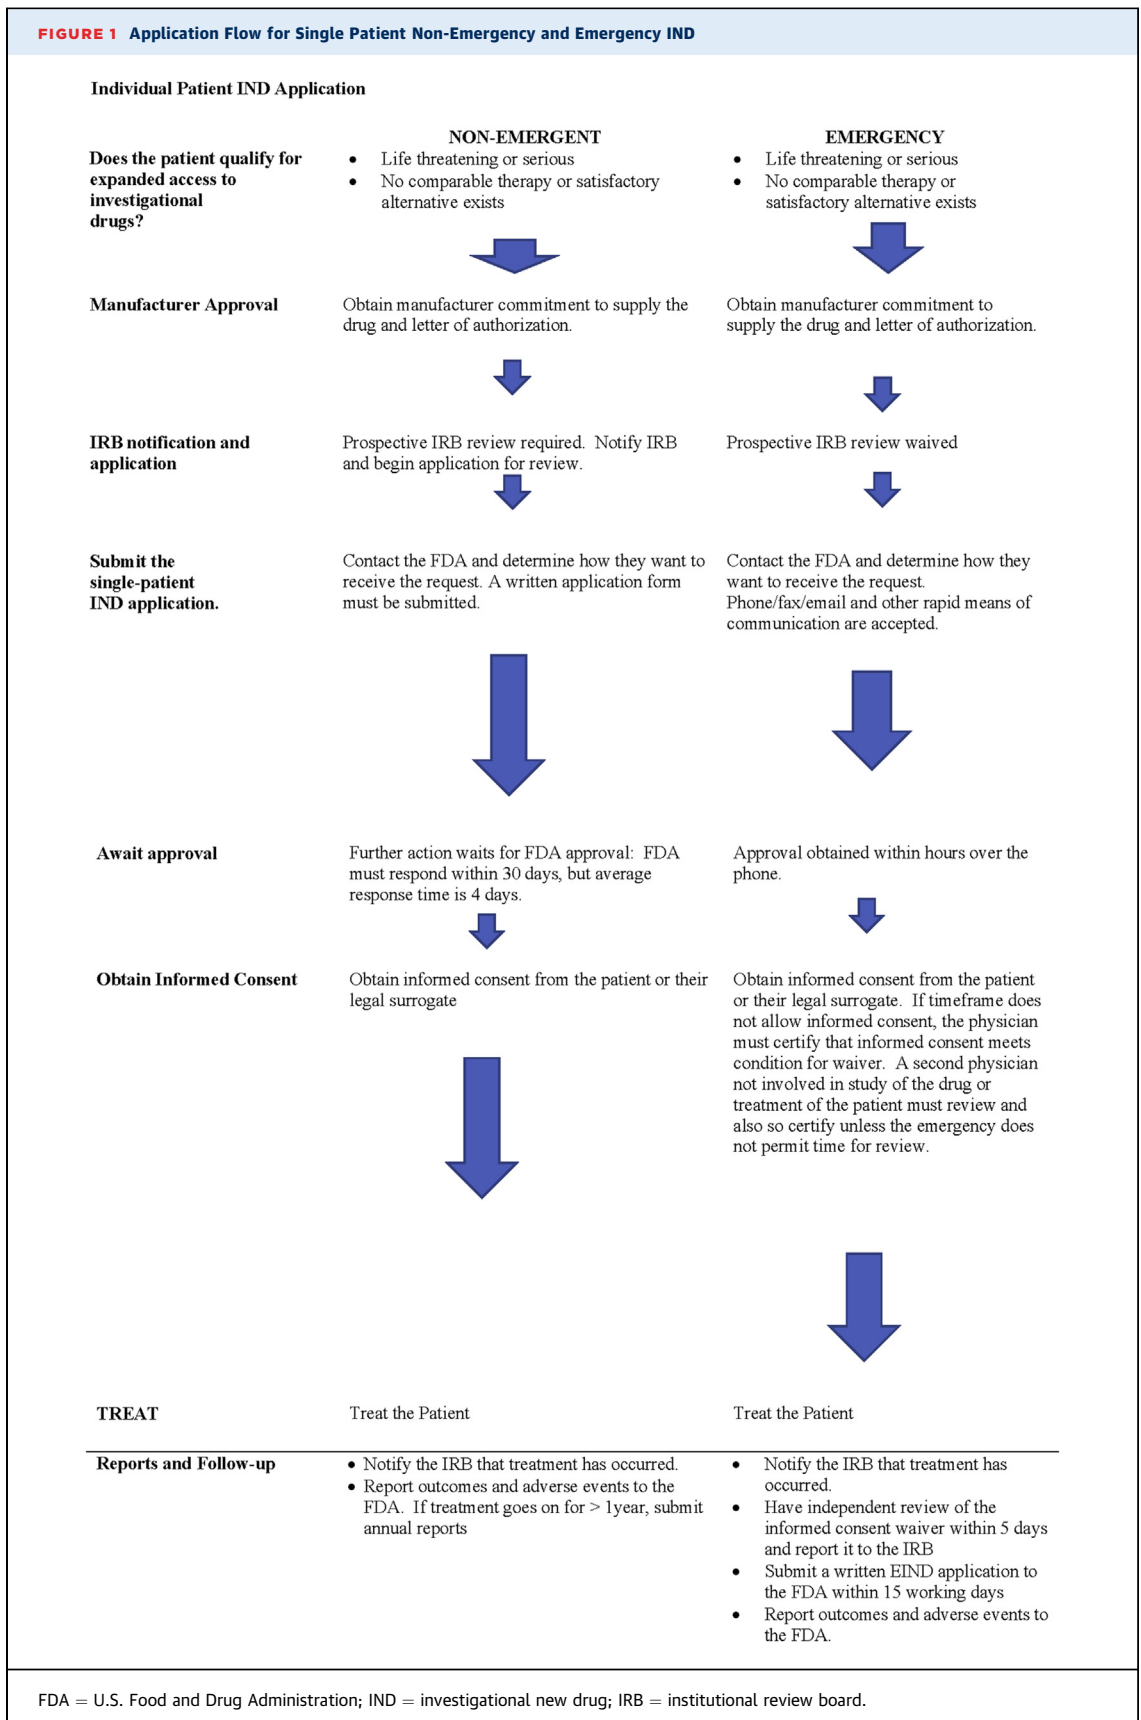 FIGURE 1 Application Flow for Single Patient Non-Emergency and Emergency IND
Individual Patient IND Application
NON-EMERGENT
EMERGENCY
Does the patient qualify for
expanded access to
investigational
drugs?
• Life threatening or serious
• No comparable therapy or satisfactory
alternative exists
• Life threatening or serious
• No comparable therapy or
satisfactory alternative exists
Manufacturer Approval
Obtain manufacturer commitment to supply the
drug and letter of authorization.
Obtain manufacturer commitment to
supply the drug and letter of authorization.
IRB notification and
application
Prospective IRB review required. Notify IRB
and begin application for review.
Prospective IRB review waived
Submit the
single-patient
IND application.
Contact the FDA and determine how they want to
receive the request. A written application form
must be submitted.
Contact the FDA and determine how they
want to receive the request.
Phone/fax/email and other rapid means of
communication are accepted.
Await approval
Further action waits for FDA approval: FDA
must respond within 30 days, but average
response time is 4 days.
Approval obtained within hours over the
phone.
Obtain Informed Consent
Obtain informed consent from the patient or their
legal surrogate
Obtain informed consent from the patient
or their legal surrogate. If timeframe does
not allow informed consent, the physician
must certify that informed consent meets
condition for waiver. A second physician
not involved in study of the drug or
treatment of the patient must review and
also so certify unless the emergency does
not permit time for review.
TREAT
Treat the Patient
Treat the Patient
Reports and Follow-up
• Notify the IRB that treatment has occurred.
• Report outcomes and adverse events to the
FDA. If treatment goes on for > 1year, submit
annual reports
• Notify the IRB that treatment has
occurred.
• Have independent review of the
informed consent waiver within 5 days
and report it to the IRB
• Submit a written EIND application to
the FDA within 15 working days
• Report outcomes and adverse events to
the FDA.
FDA = U.S. Food and Drug Administration; IND = investigational new drug; IRB = institutional review board.